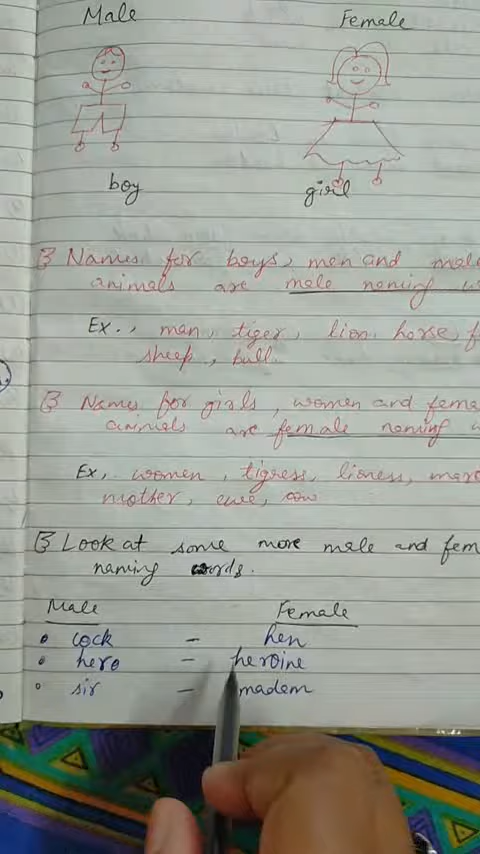 Male Female
boy girl
Names for boys, men and male
animals are male naming w
Ex., man, tiger, lion, horse, f
sheep, bull.
Names for girls, women and fema
animals are female naming w
Ex, women, tigress, lioness, mare
mother, ewe, cow
Look at some more male and fem
naming words.
Male Female
cock - hen
hero - heroine
sir - madem